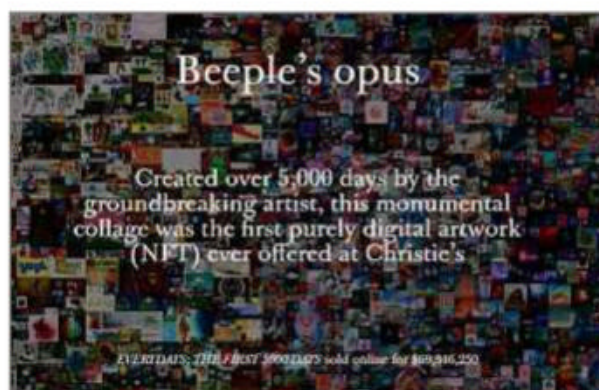 Beeple's opus
Created over 5,000 days by the
groundbreaking artist, this monumental
collage was the first purely digital artwork
(NFT) ever offered at Christie's
EVERYDAYS: THE FIRST 5000 DAYS sold online for $69,346,250